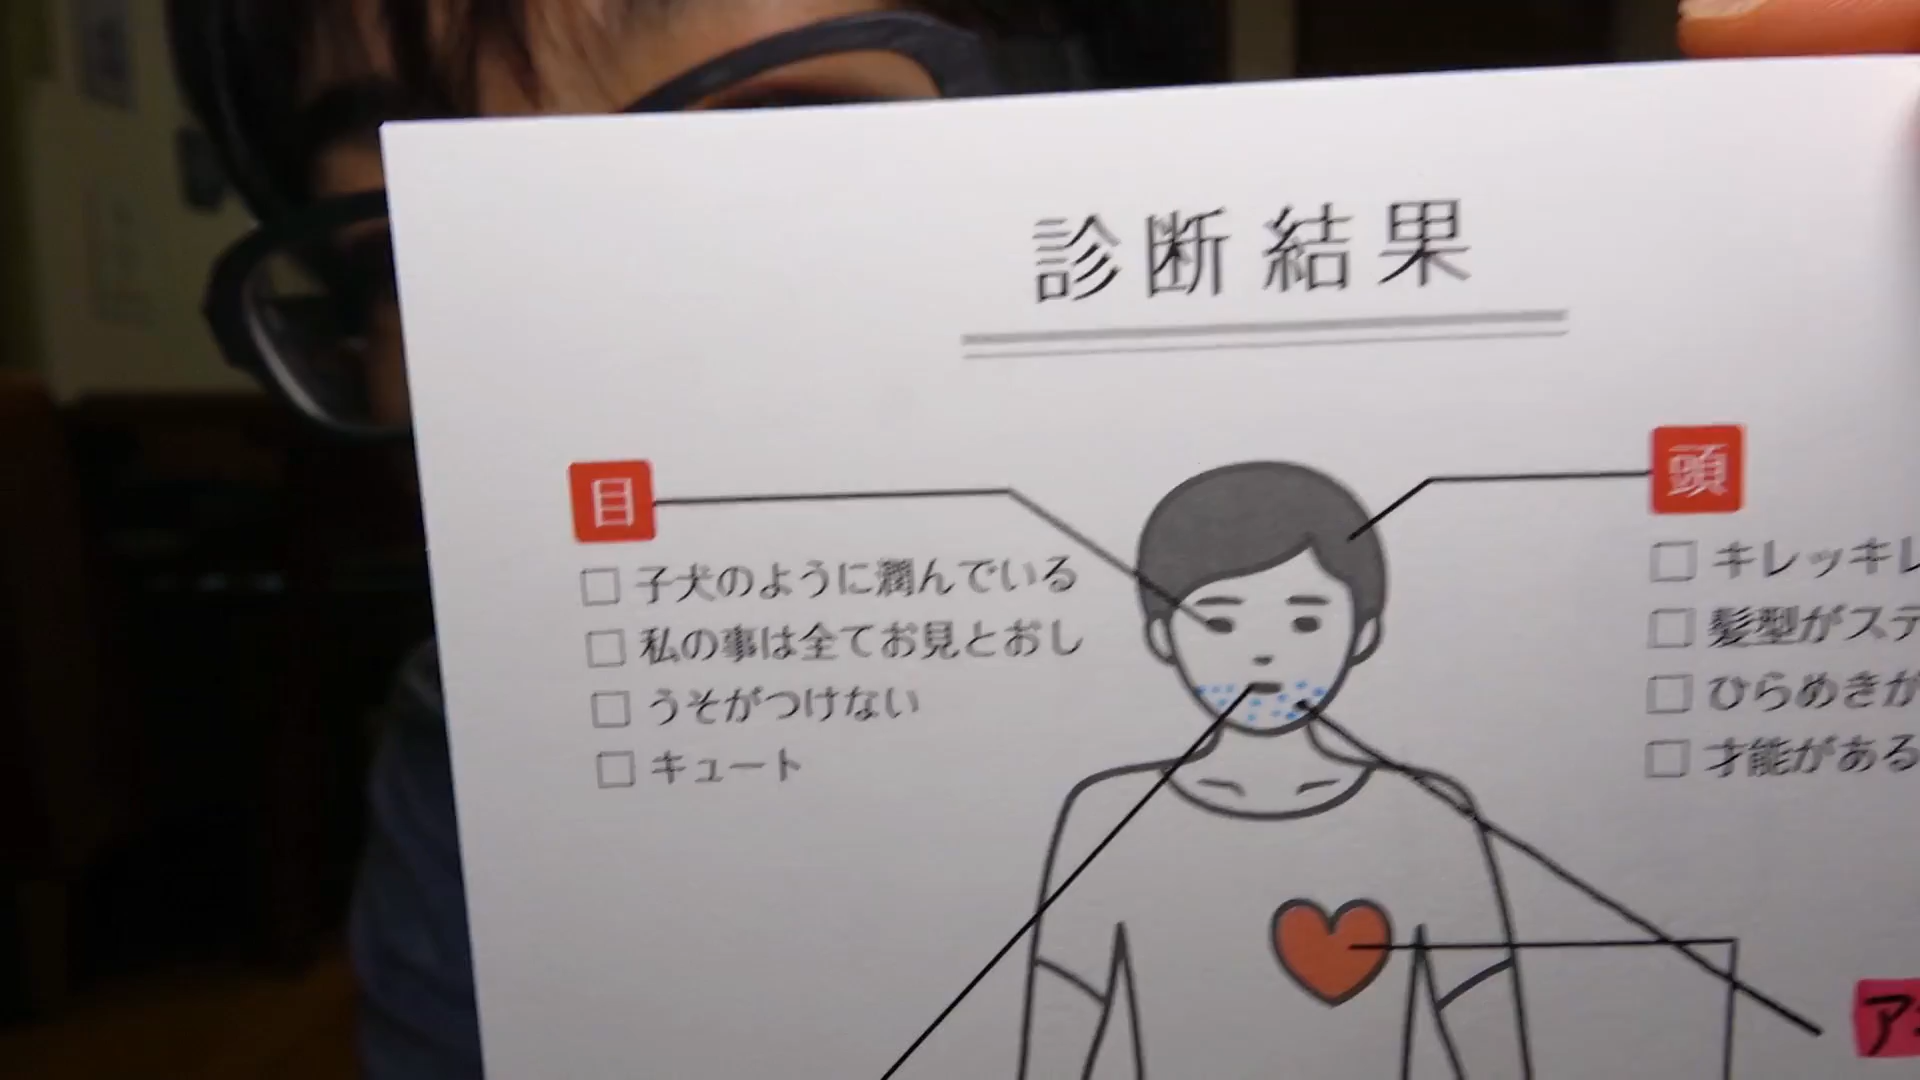 診断結果
目
子犬のように潤んでいる
私の事は全てお見とおし
うそがつけない
キュート
頭
キレッキレ
髪型がステ
ひらめきが
才能がある
ア